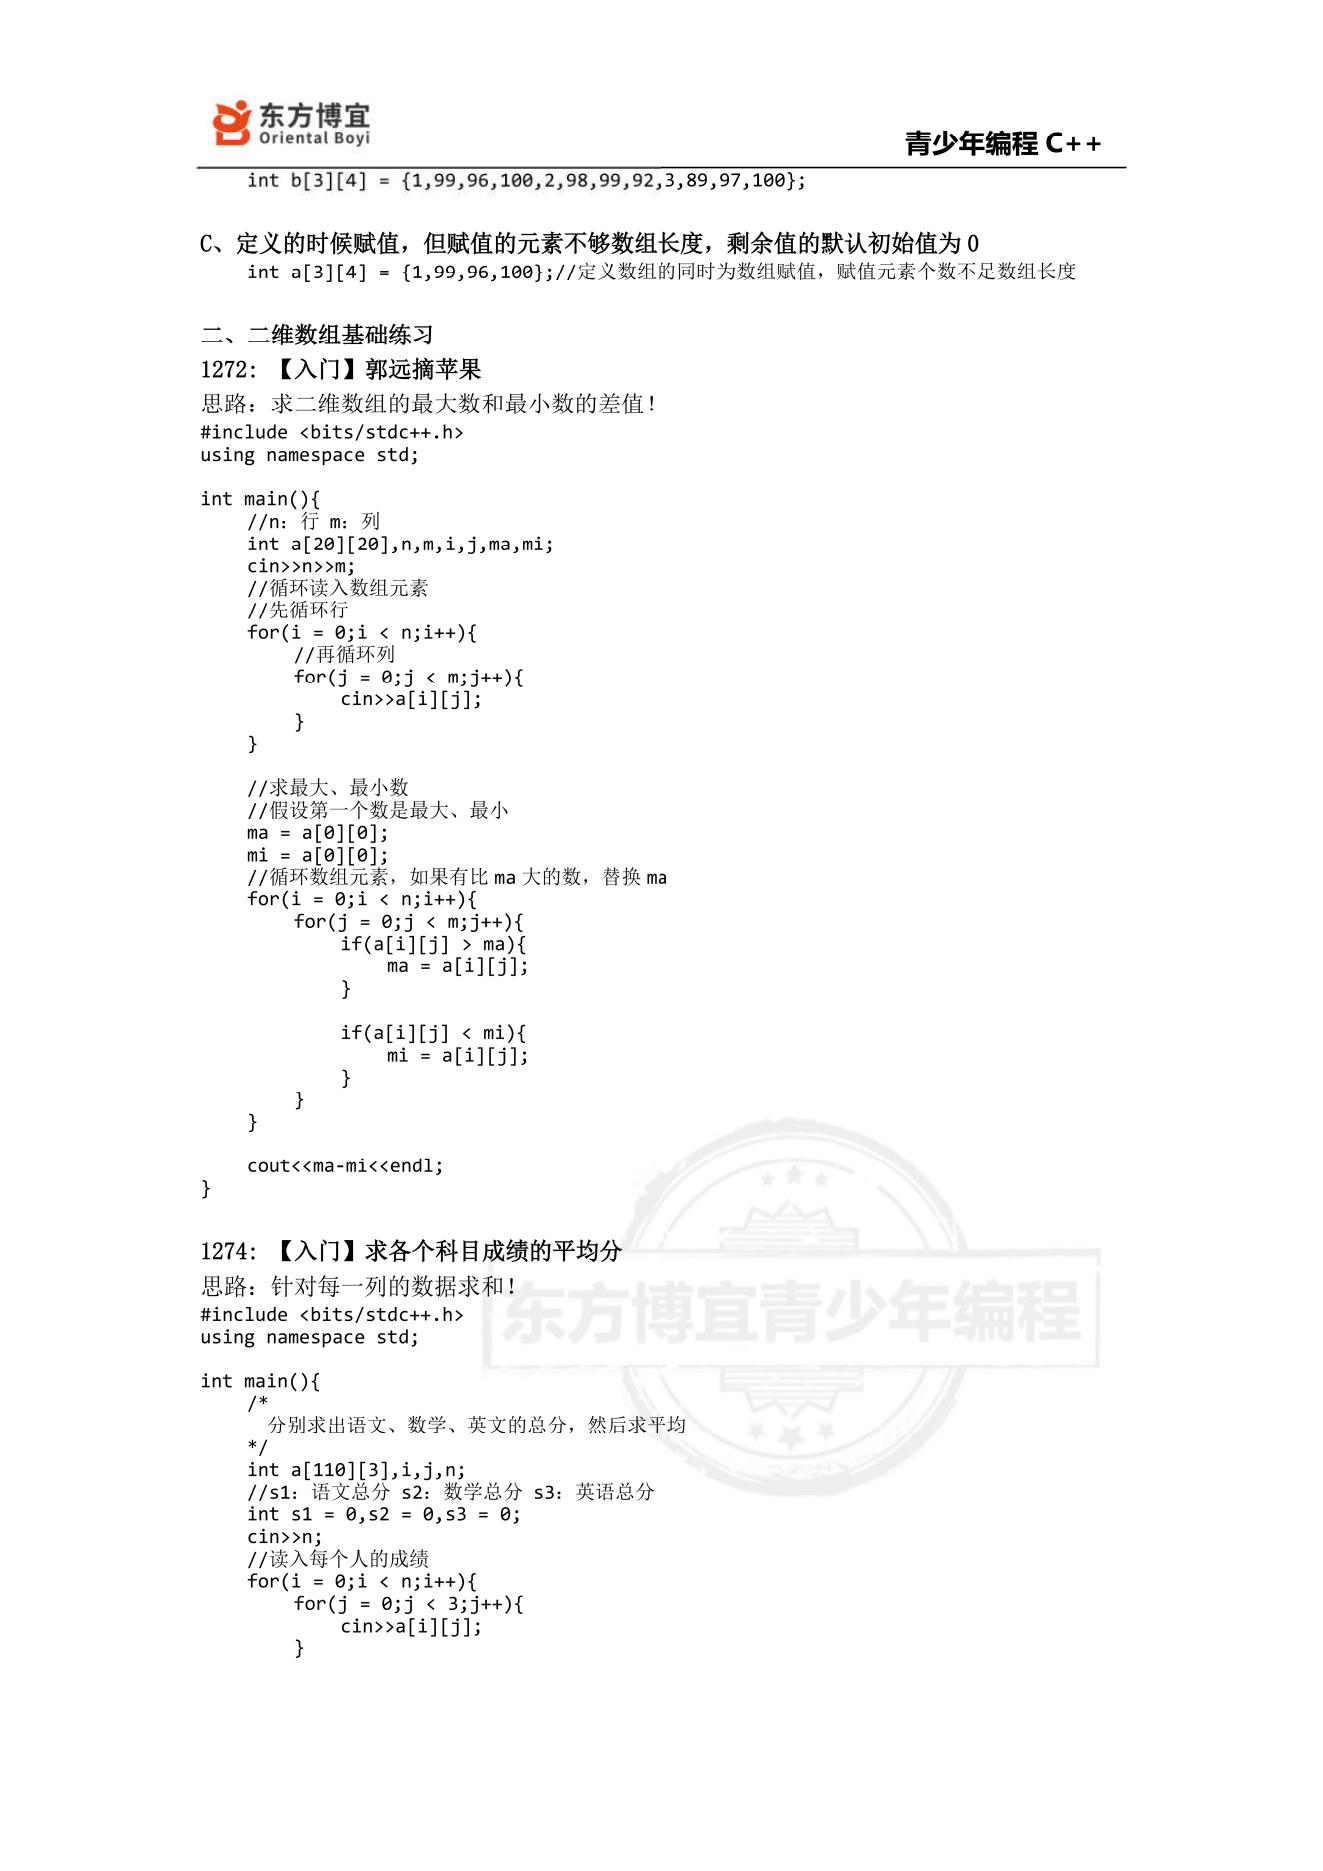 东方博宜
Oriental Boyi
青少年编程 C++
int b[3][4] = {1,99,96,100,2,98,99,92,3,89,97,100};
C、定义的时候赋值，但赋值的元素不够数组长度，剩余值的默认初始值为 0
int a[3][4] = {1,99,96,100};//定义数组的同时为数组赋值，赋值元素个数不足数组长度
二、二维数组基础练习
1272: 【入门】郭远摘苹果
思路：求二维数组的最大数和最小数的差值！
#include <bits/stdc++.h>
using namespace std;
int main(){
//n：行 m：列
int a[20][20],n,m,i,j,ma,mi;
cin>>n>>m;
//循环读入数组元素
//先循环行
for(i = 0;i < n;i++){
//再循环列
for(j = 0;j < m;j++){
cin>>a[i][j];
}
}
//求最大、最小数
//假设第一个数是最大、最小
ma = a[0][0];
mi = a[0][0];
//循环数组元素，如果有比 ma 大的数，替换 ma
for(i = 0;i < n;i++){
for(j = 0;j < m;j++){
if(a[i][j] > ma){
ma = a[i][j];
}
if(a[i][j] < mi){
mi = a[i][j];
}
}
}
cout<<ma-mi<<endl;
}
1274: 【入门】求各个科目成绩的平均分
思路：针对每一列的数据求和！
#include <bits/stdc++.h>
using namespace std;
东方博宜青少年编程
int main(){
/*
分别求出语文、数学、英文的总分，然后求平均
*/
int a[110][3],i,j,n;
//s1：语文总分 s2：数学总分 s3：英语总分
int s1 = 0,s2 = 0,s3 = 0;
cin>>n;
//读入每个人的成绩
for(i = 0;i < n;i++){
for(j = 0;j < 3;j++){
cin>>a[i][j];
}